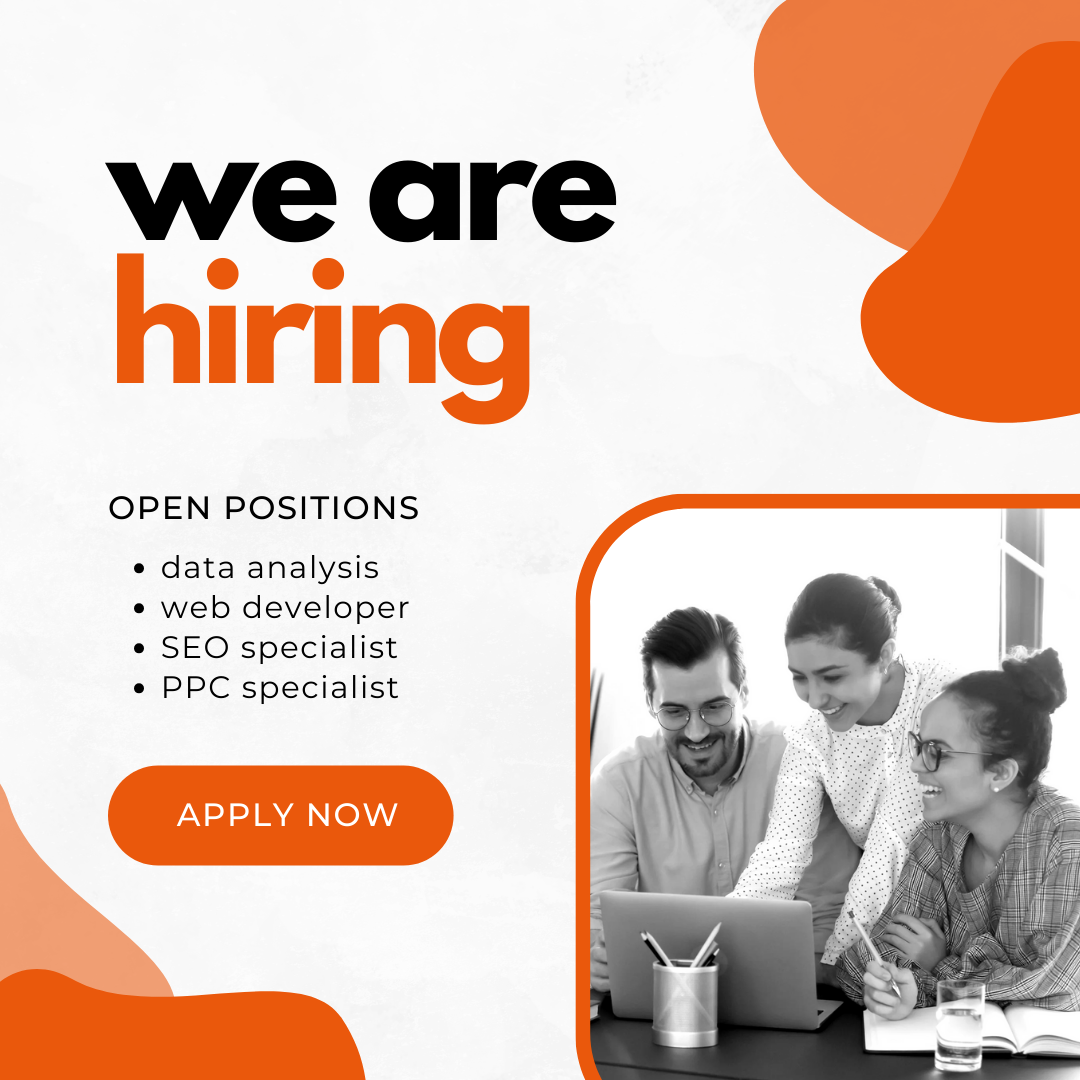 we are
hiring
OPEN POSITIONS
• data analysis
• web developer
• SEO specialist
• PPC specialist
APPLY NOW